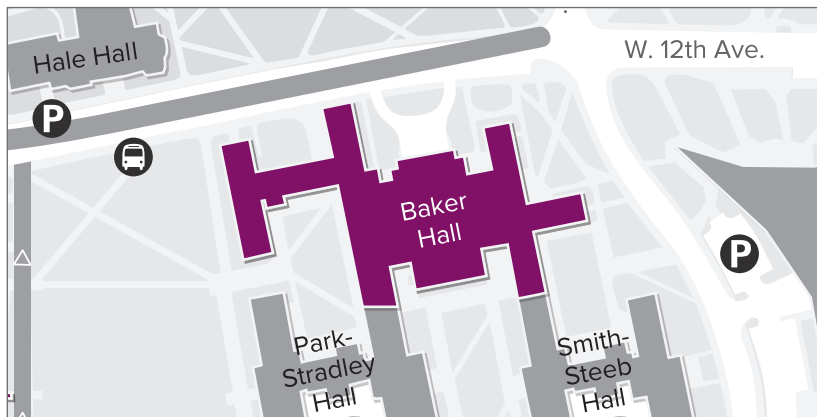 Hale Hall
W. 12th Ave.
P
Baker
Hall
P
Park-
Stradley
Hall
Smith-
Steeb
Hall